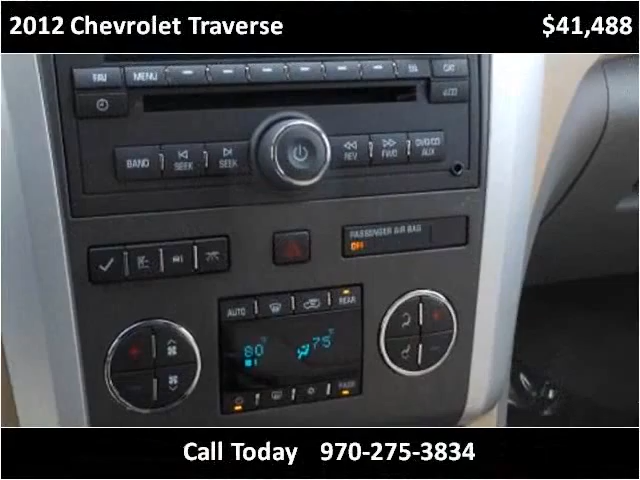 2012 Chevrolet Traverse $41,488
FAV MENU CAT
BAND SEEK SEEK REV FWD DVD/CD AUX
PASSENGER AIR BAG
OFF
AUTO REAR
80° 75°
PASS
Call Today 970-275-3834